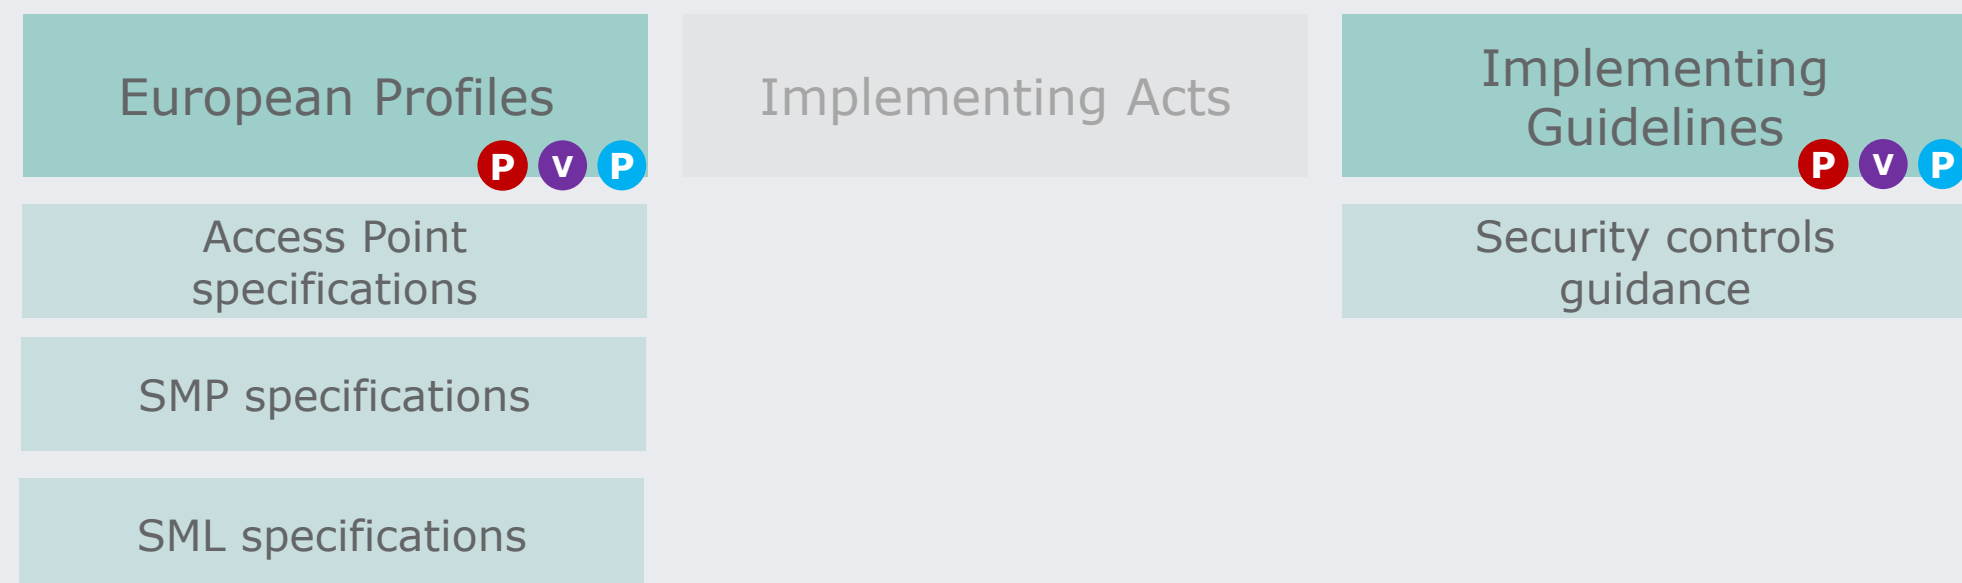 European Profiles
P V P
Access Point
specifications
SMP specifications
SML specifications
Implementing Acts
Implementing
Guidelines
P V P
Security controls
guidance